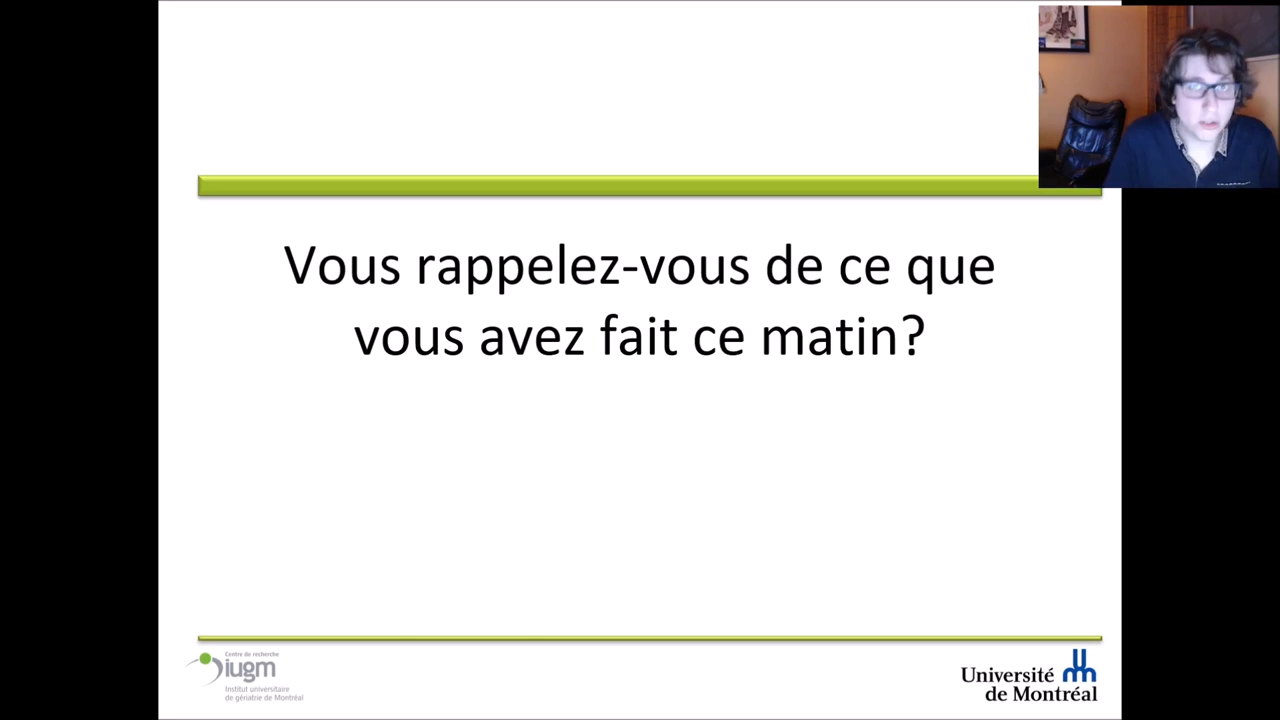 Vous rappelez-vous de ce que
vous avez fait ce matin?
Centre de recherche
iugm
Institut universitaire
de gériatrie de Montréal
Université
de Montréal